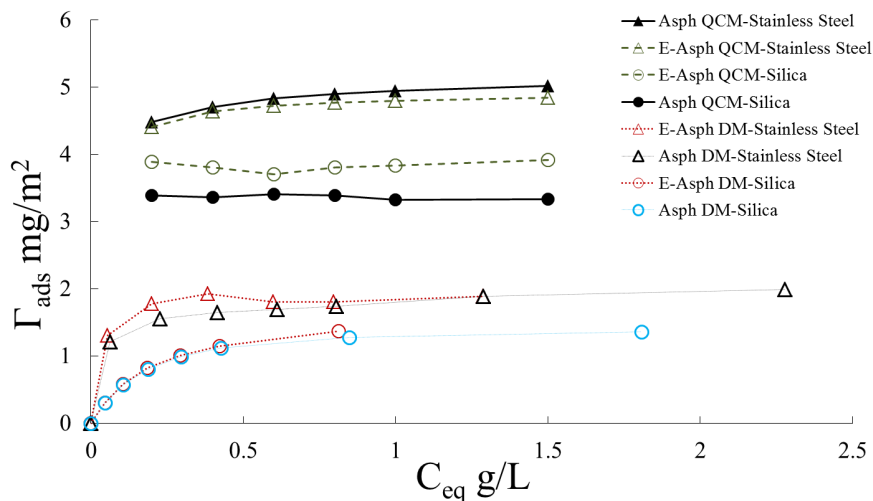 6
5
4
3
2
1
0
Γads mg/m²
0
0.5
1
1.5
2
2.5
Ceq g/L
Asph QCM-Stainless Steel
E-Asph QCM-Stainless Steel
E-Asph QCM-Silica
Asph QCM-Silica
E-Asph DM-Stainless Steel
Asph DM-Stainless Steel
E-Asph DM-Silica
Asph DM-Silica